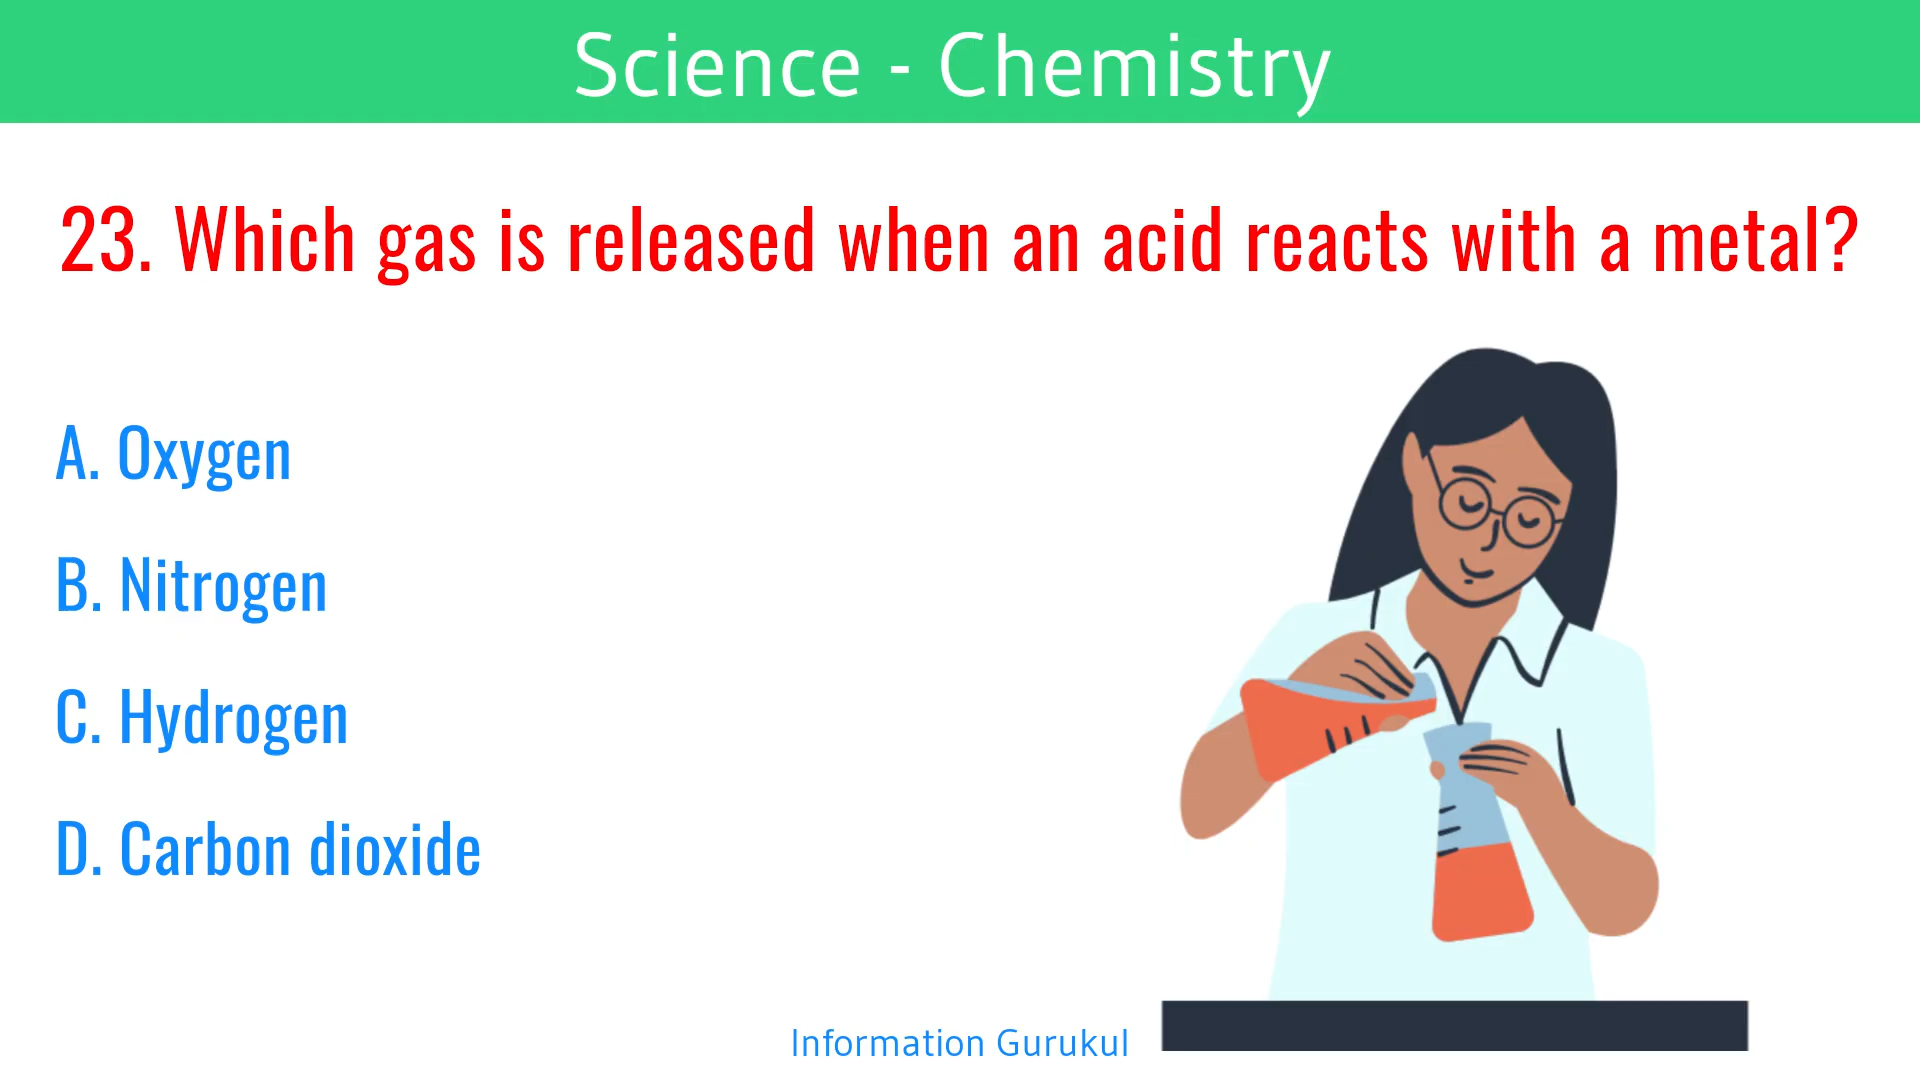 Science - Chemistry
23. Which gas is released when an acid reacts with a metal?
A. Oxygen
B. Nitrogen
C. Hydrogen
D. Carbon dioxide
Information Gurukul